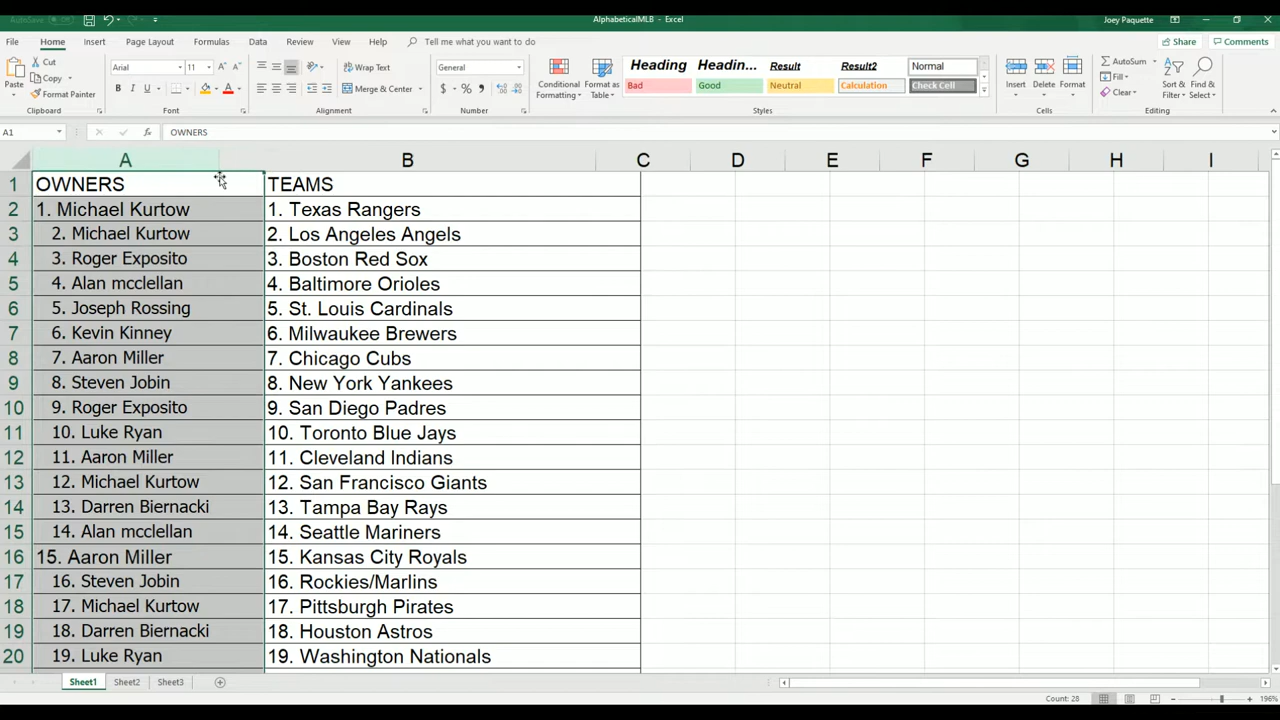 AutoSave Off
AlphabeticalMLB - Excel
Joey Paquette
File Home Insert Page Layout Formulas Data Review View Help Tell me what you want to do
Share Comments
Paste
Cut
Copy
Format Painter
Clipboard
Arial 11
B I U
Font
Wrap Text
Merge & Center
Alignment
General
$ % ,
Number
Conditional Formatting
Format as Table
Heading Headin... Result Result2 Normal
Bad Good Neutral Calculation Check Cell
Styles
Insert Delete Format
Cells
AutoSum
Fill
Clear
Sort & Filter
Find & Select
Editing
A1 fx OWNERS
A B C D E F G H I
1 OWNERS TEAMS
2 1. Michael Kurtow 1. Texas Rangers
3 2. Michael Kurtow 2. Los Angeles Angels
4 3. Roger Exposito 3. Boston Red Sox
5 4. Alan mcclellan 4. Baltimore Orioles
6 5. Joseph Rossing 5. St. Louis Cardinals
7 6. Kevin Kinney 6. Milwaukee Brewers
8 7. Aaron Miller 7. Chicago Cubs
9 8. Steven Jobin 8. New York Yankees
10 9. Roger Exposito 9. San Diego Padres
11 10. Luke Ryan 10. Toronto Blue Jays
12 11. Aaron Miller 11. Cleveland Indians
13 12. Michael Kurtow 12. San Francisco Giants
14 13. Darren Biernacki 13. Tampa Bay Rays
15 14. Alan mcclellan 14. Seattle Mariners
16 15. Aaron Miller 15. Kansas City Royals
17 16. Steven Jobin 16. Rockies/Marlins
18 17. Michael Kurtow 17. Pittsburgh Pirates
19 18. Darren Biernacki 18. Houston Astros
20 19. Luke Ryan 19. Washington Nationals
Sheet1 Sheet2 Sheet3
Count: 28 196%